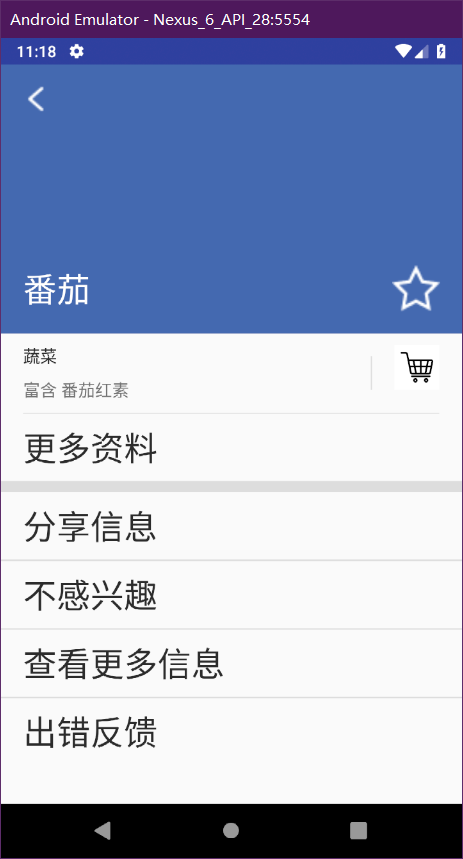 Android Emulator - Nexus_6_API_28:5554
11:18
番茄
蔬菜
富含 番茄红素
更多资料
分享信息
不感兴趣
查看更多信息
出错反馈